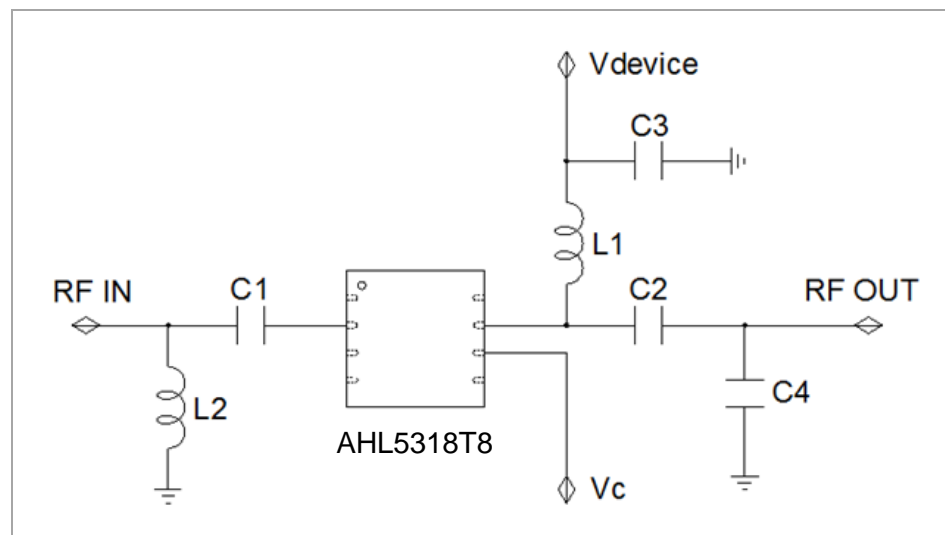 Vdevice
C3
L1
RF IN
C1
C2
RF OUT
L2
C4
AHL5318T8
Vc